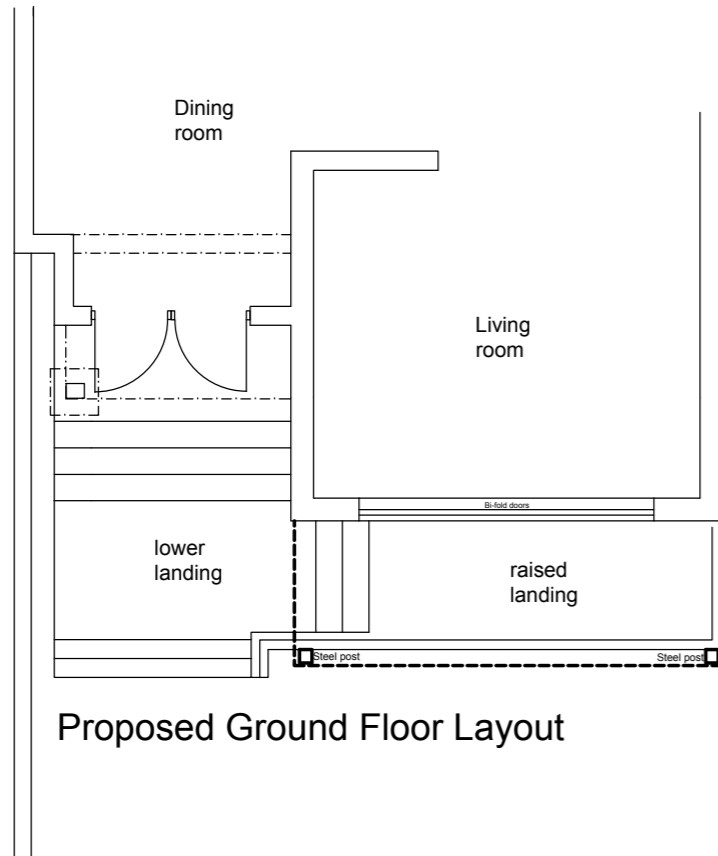 Dining
room
Living
room
Bi-fold doors
lower
landing
raised
landing
Steel post
Steel post
Proposed Ground Floor Layout